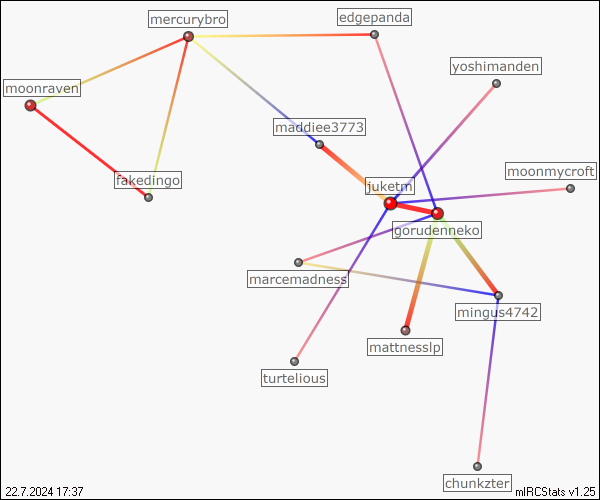 mercurybro
edgepanda
yoshimanden
moonraven
maddiee3773
moonmycroft
fakedingo
juketm
gorudenneko
marcemadness
mingus4742
mattnesslp
turtelious
chunkzter
22.7.2024 17:37
mIRCStats v1.25